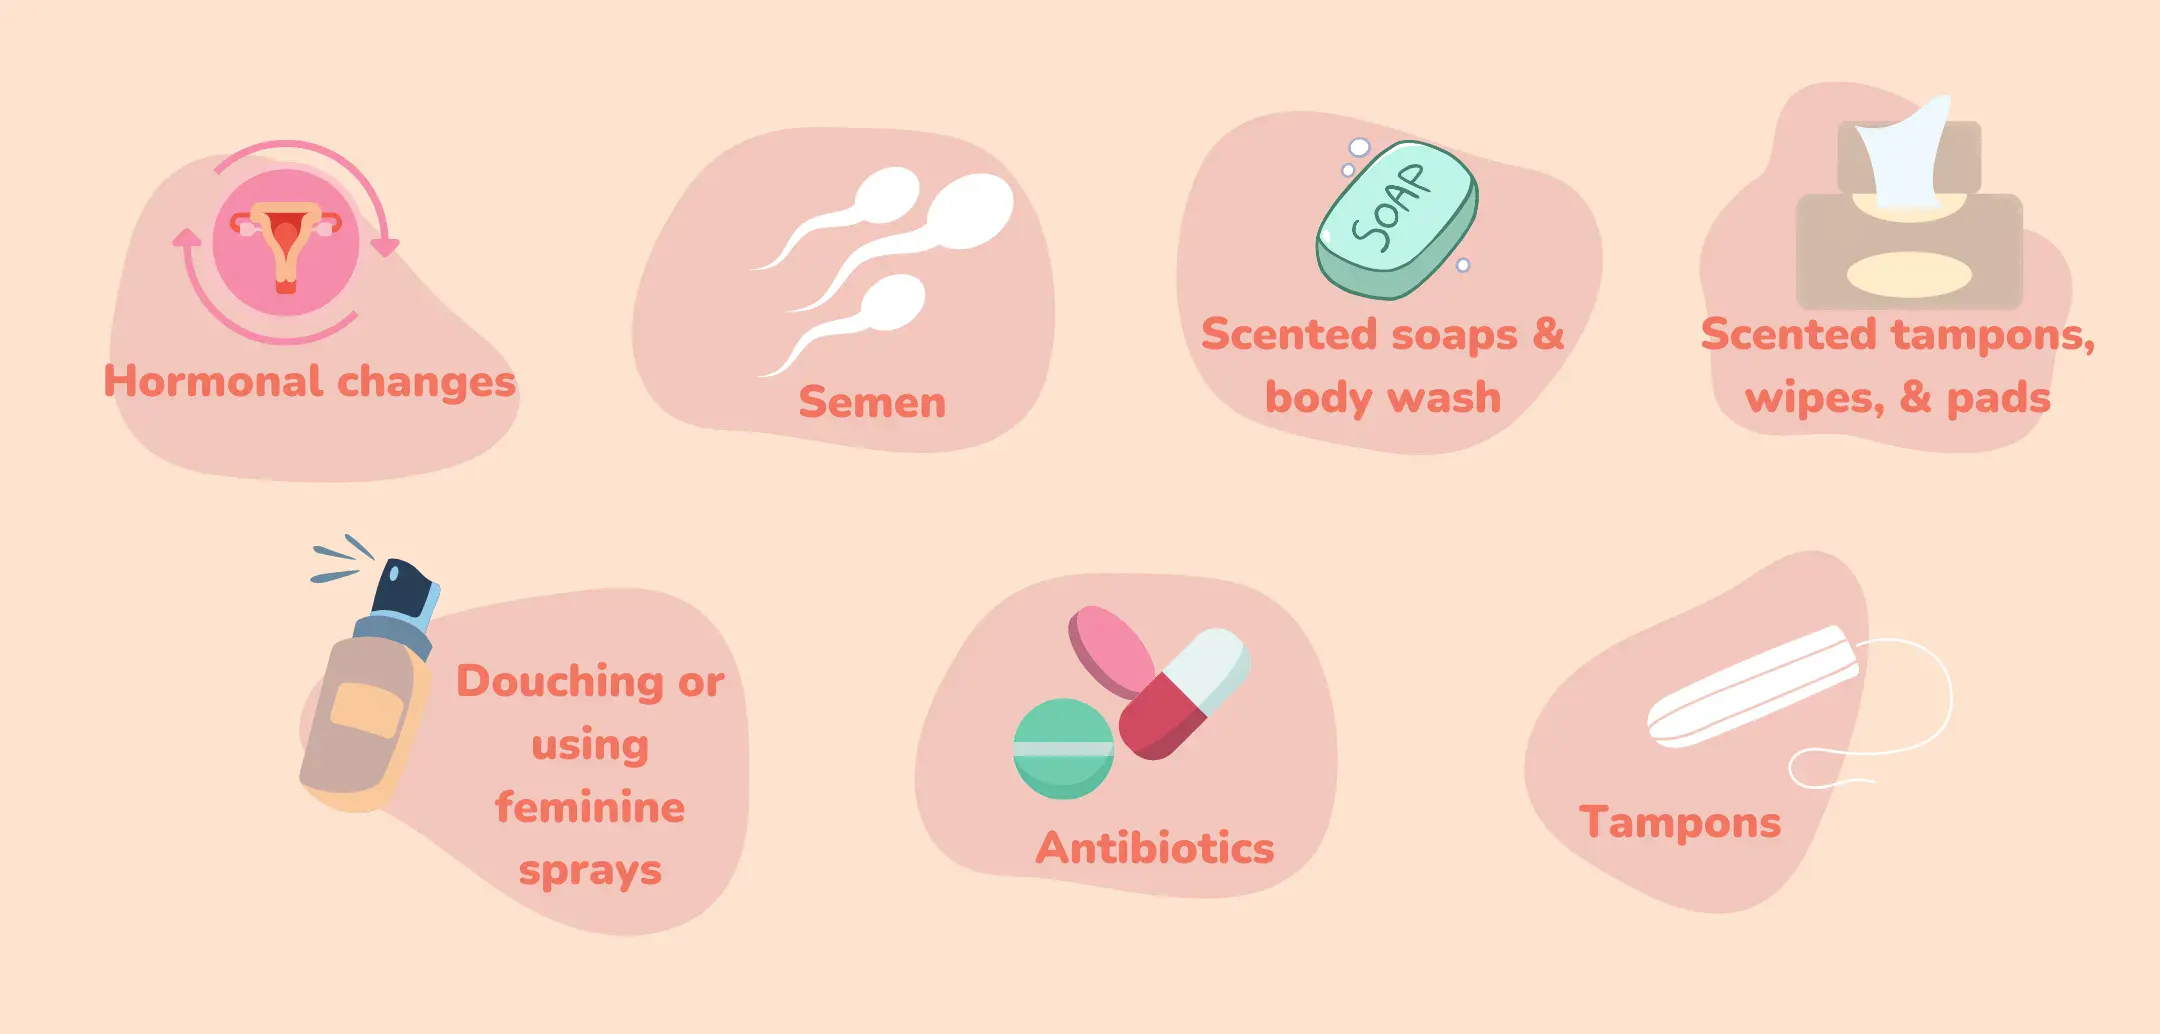 Hormonal changes
Semen
SOAP
Scented soaps &
body wash
Scented tampons,
wipes, & pads
Douching or
using
feminine
sprays
Antibiotics
Tampons